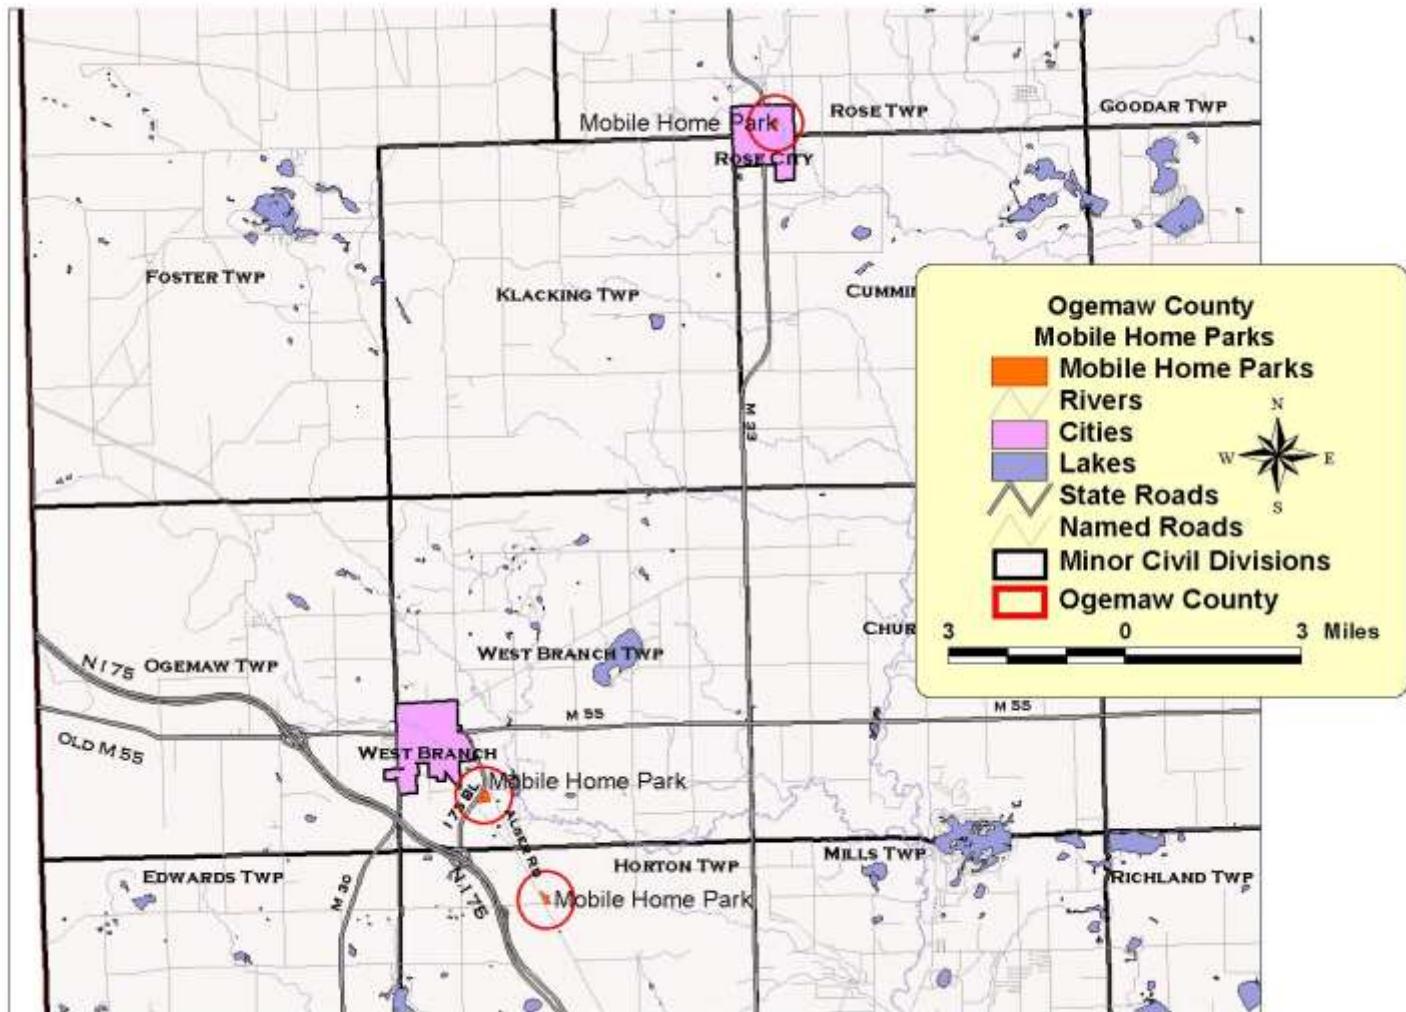 ROSE TWP
GOODAR TWP
Mobile Home Park
ROSE CITY
FOSTER TWP
KLACKING TWP
CUMMIN
Ogemaw County
Mobile Home Parks
Mobile Home Parks
Rivers
Cities
Lakes
State Roads
Named Roads
Minor Civil Divisions
Ogemaw County
N
W E
S
3 0 3 Miles
M 33
CHUR
N I 75
OGEMAW TWP
WEST BRANCH TWP
M 55
M 55
OLD M 55
WEST BRANCH
Mobile Home Park
I 75 BL
ALGER RD
HORTON TWP
MILLS TWP
RICHLAND TWP
EDWARDS TWP
M 30
N I 75
Mobile Home Park